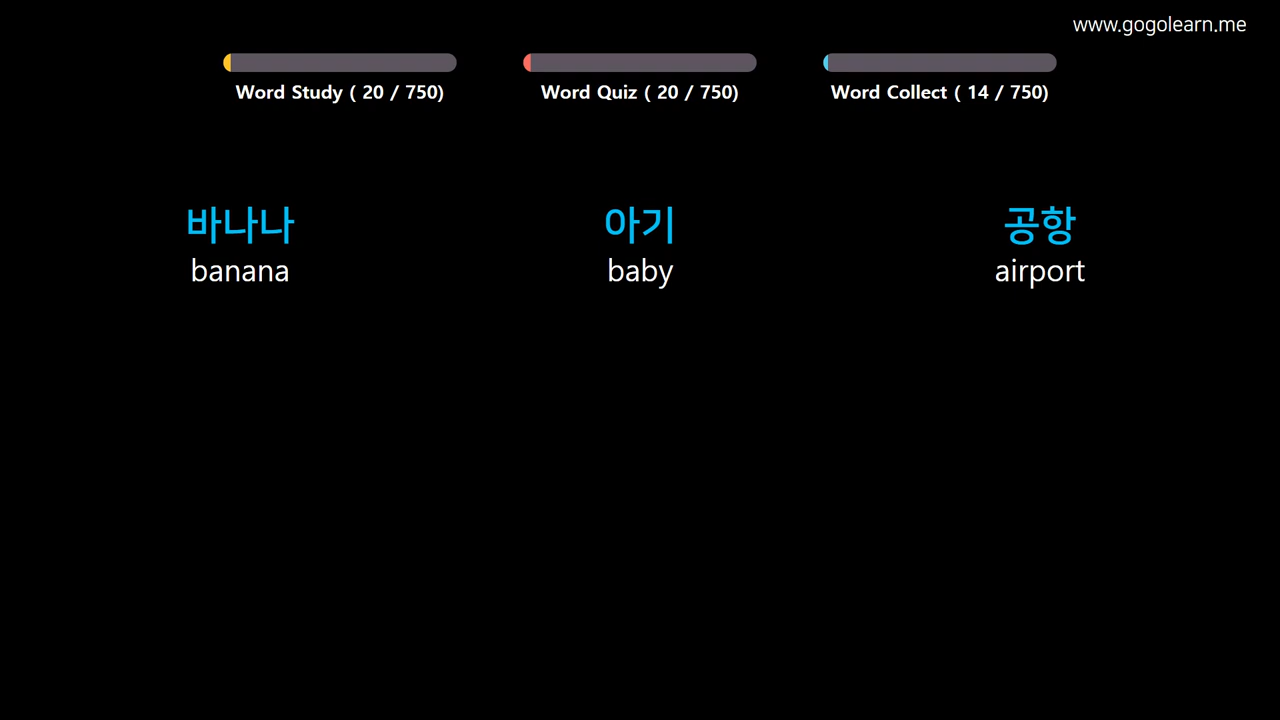 www.gogolearn.me
Word Study ( 20 / 750)
Word Quiz ( 20 / 750)
Word Collect ( 14 / 750)
바나나
아기
공항
banana
baby
airport